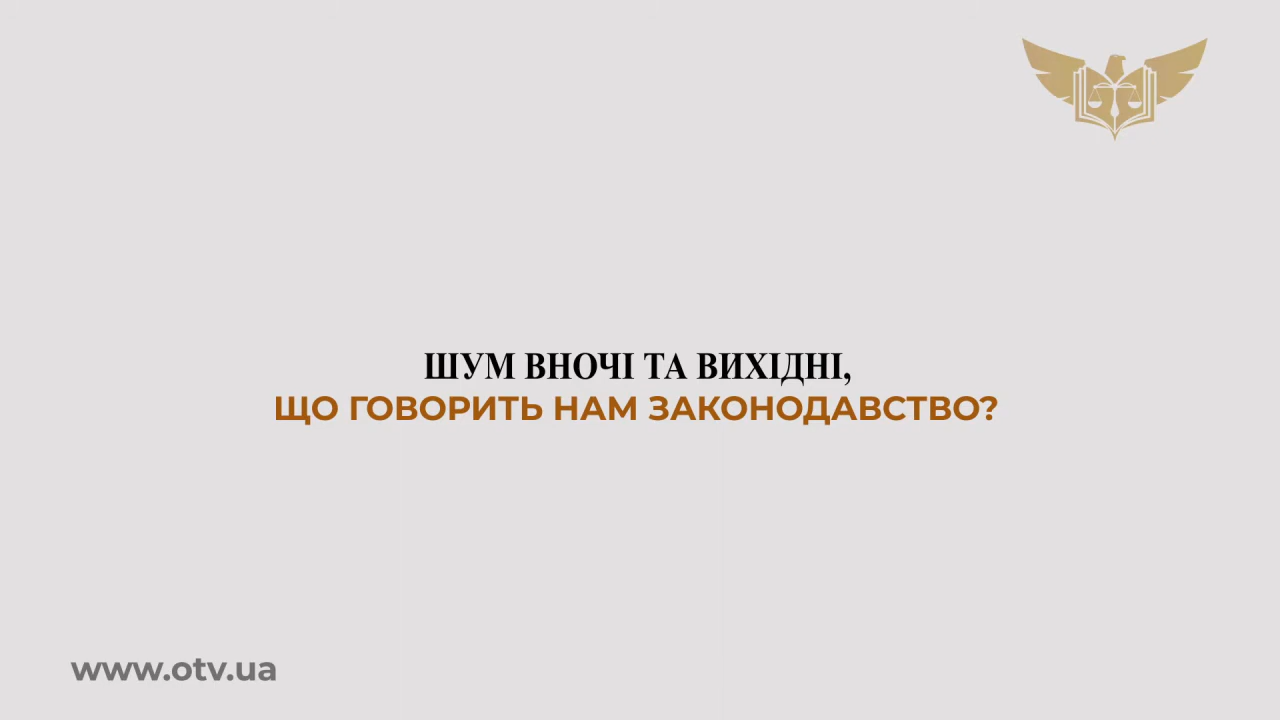 ШУМ ВНОЧІ ТА ВИХІДНІ,
ЩО ГОВОРИТЬ НАМ ЗАКОНОДАВСТВО?
www.otv.ua